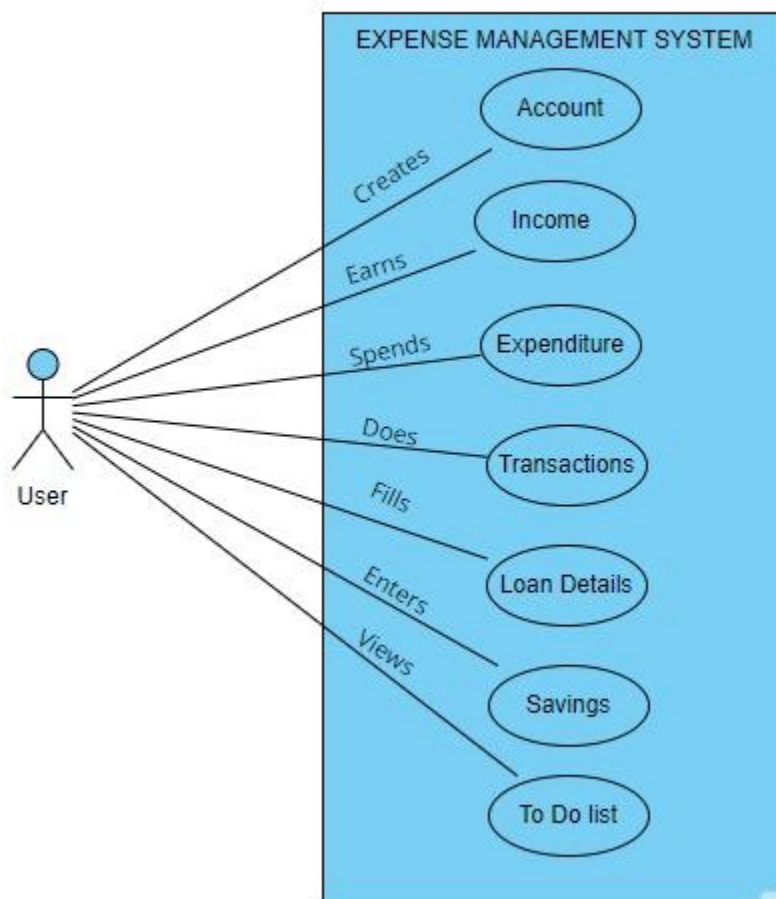 EXPENSE MANAGEMENT SYSTEM
Account
Creates
Income
Earns
Spends
Expenditure
Does
Transactions
User
Fills
Loan Details
Enters
Savings
Views
To Do list